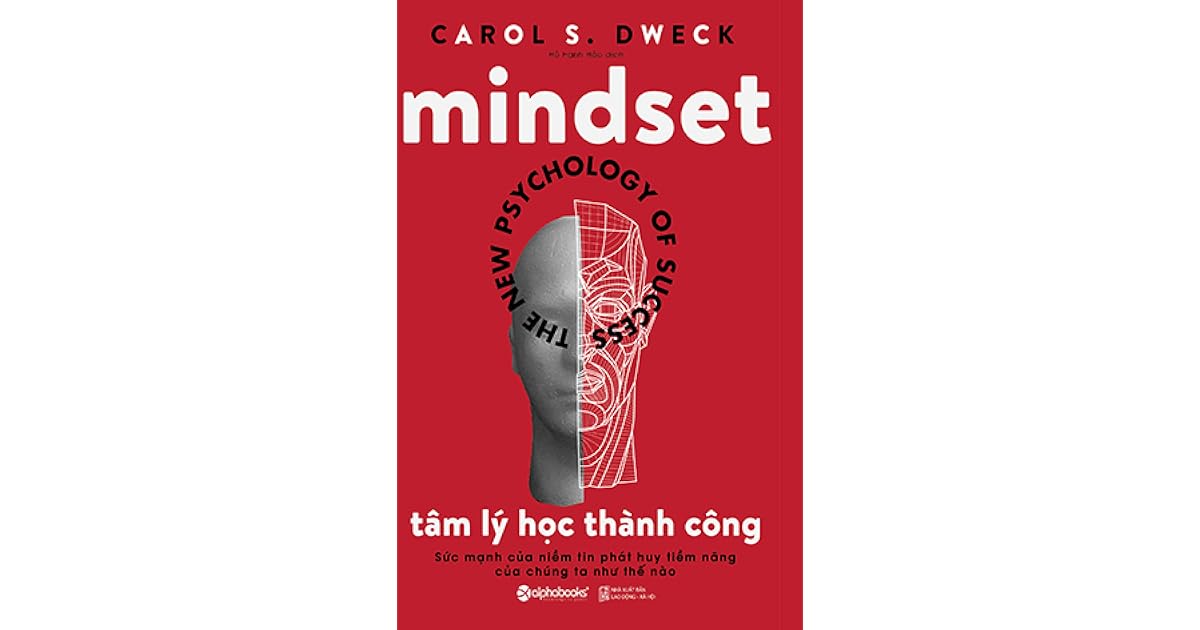 CAROL S. DWECK
Hồ Hạnh Hảo dịch
mindset
THE NEW PSYCHOLOGY OF SUCCESS
tâm lý học thành công
Sức mạnh của niềm tin phát huy tiềm năng
của chúng ta như thế nào
alphabooks®
NHÀ XUẤT BẢN
LAO ĐỘNG - XÃ HỘI